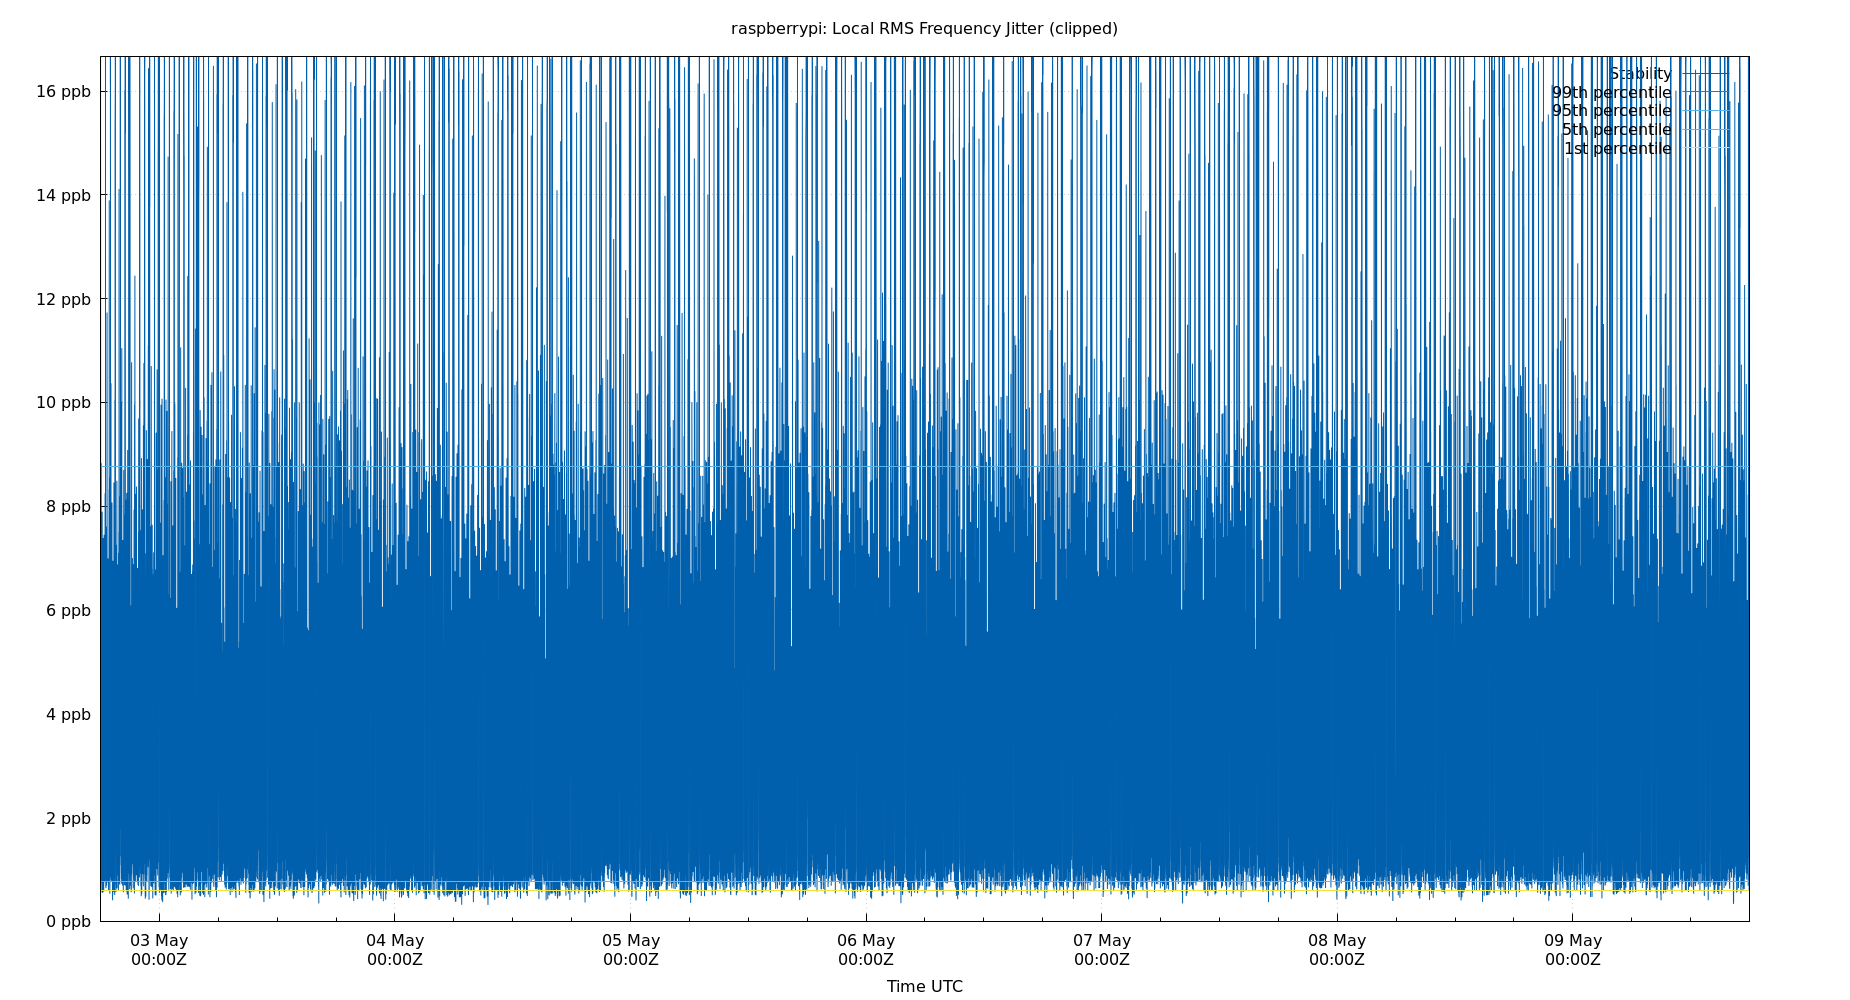 raspberrypi: Local RMS Frequency Jitter (clipped)
Stability
99th percentile
95th percentile
5th percentile
1st percentile
16 ppb
14 ppb
12 ppb
10 ppb
8 ppb
6 ppb
4 ppb
2 ppb
0 ppb
03 May 04 May 05 May 06 May 07 May 08 May 09 May
00:00Z 00:00Z 00:00Z 00:00Z 00:00Z 00:00Z 00:00Z
Time UTC